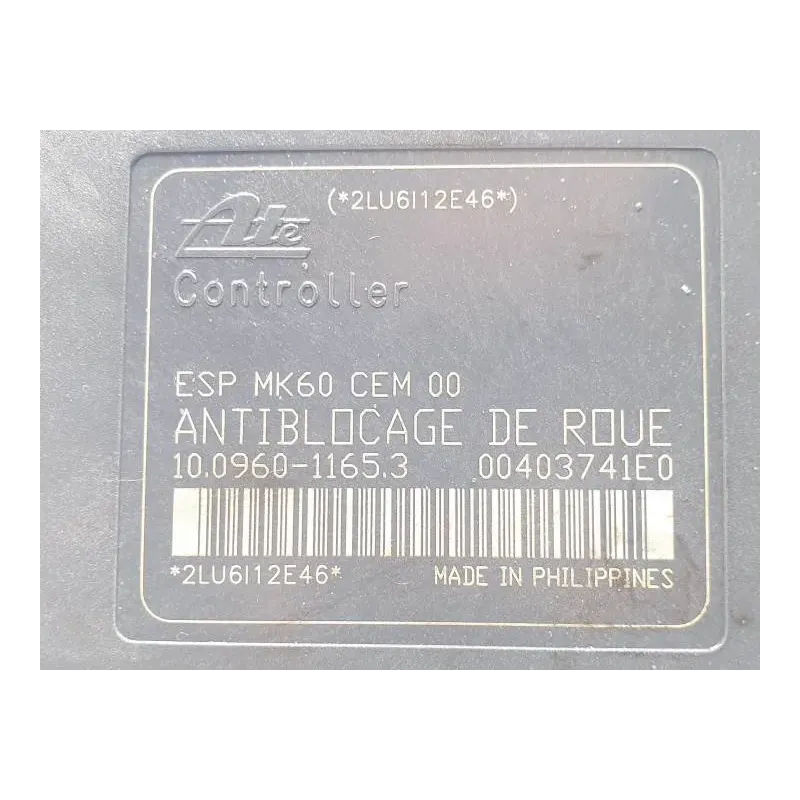 (*2LU6I12E46*)
Ate
Controller
ESP MK60 CEM 00
ANTIBLOCAGE DE ROUE
10.0960-1165.3 00403741E0
*2LU6I12E46* MADE IN PHILIPPINES